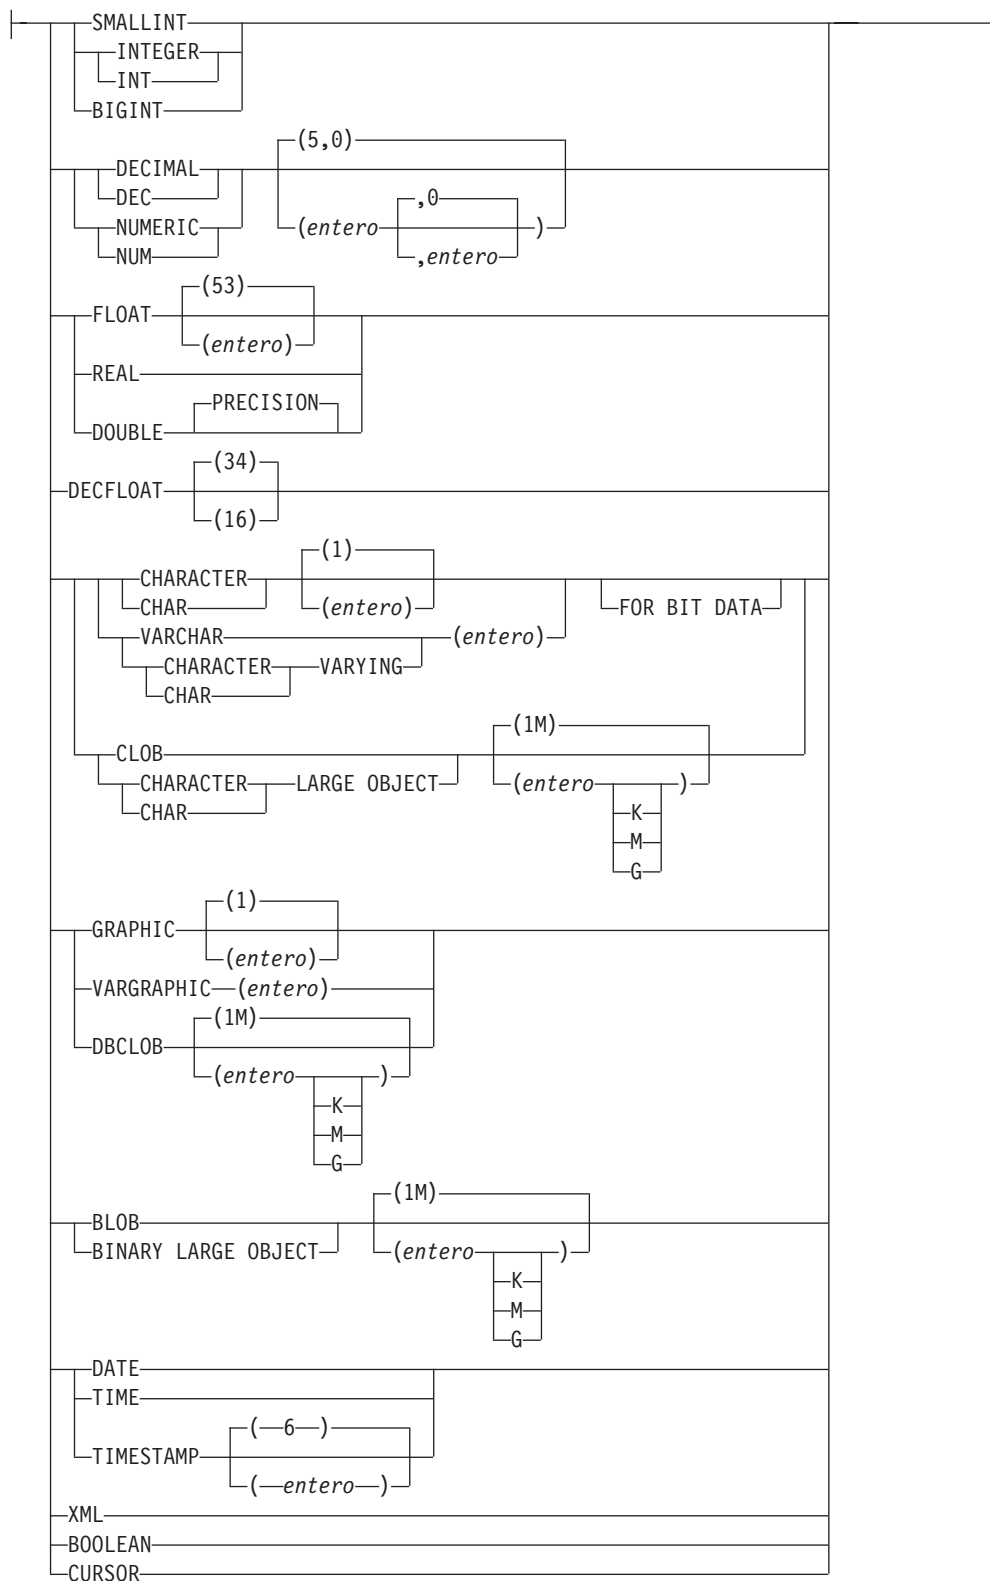 SMALLINT
INTEGER
INT
BIGINT
(5,0)
DECIMAL
DEC
NUMERIC
NUM
,0
(entero )
,entero
(53)
FLOAT
(entero)
REAL
PRECISION
DOUBLE
(34)
DECFLOAT
(16)
(1)
CHARACTER
CHAR
(entero)
FOR BIT DATA
VARCHAR (entero)
CHARACTER VARYING
CHAR
(1M)
CLOB
CHARACTER LARGE OBJECT
CHAR
(entero )
K
M
G
(1)
GRAPHIC
(entero)
VARGRAPHIC (entero)
(1M)
DBCLOB
(entero )
K
M
G
(1M)
BLOB
BINARY LARGE OBJECT
(entero )
K
M
G
DATE
TIME
( 6 )
TIMESTAMP
( entero )
XML
BOOLEAN
CURSOR